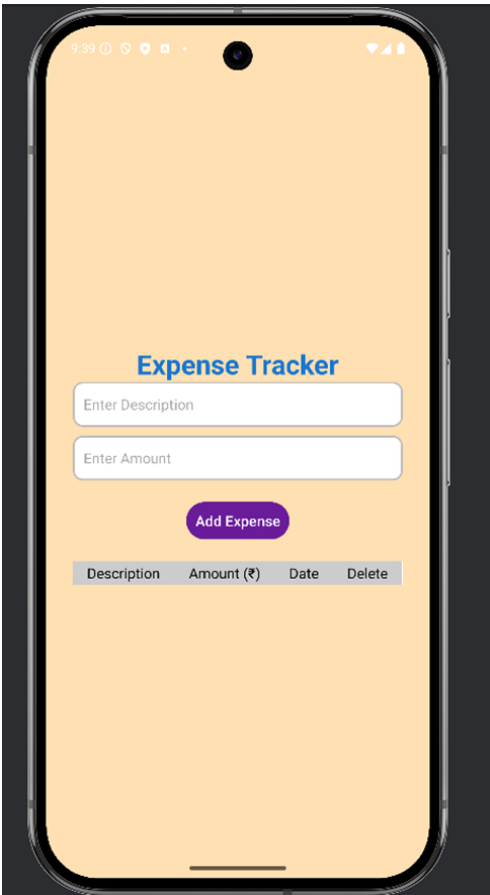 9:39
Expense Tracker
Enter Description
Enter Amount
Add Expense
Description Amount (₹) Date Delete